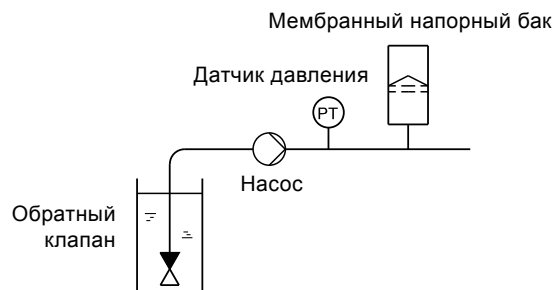 Мембранный напорный бак
Датчик давления
PT
Насос
Обратный
клапан